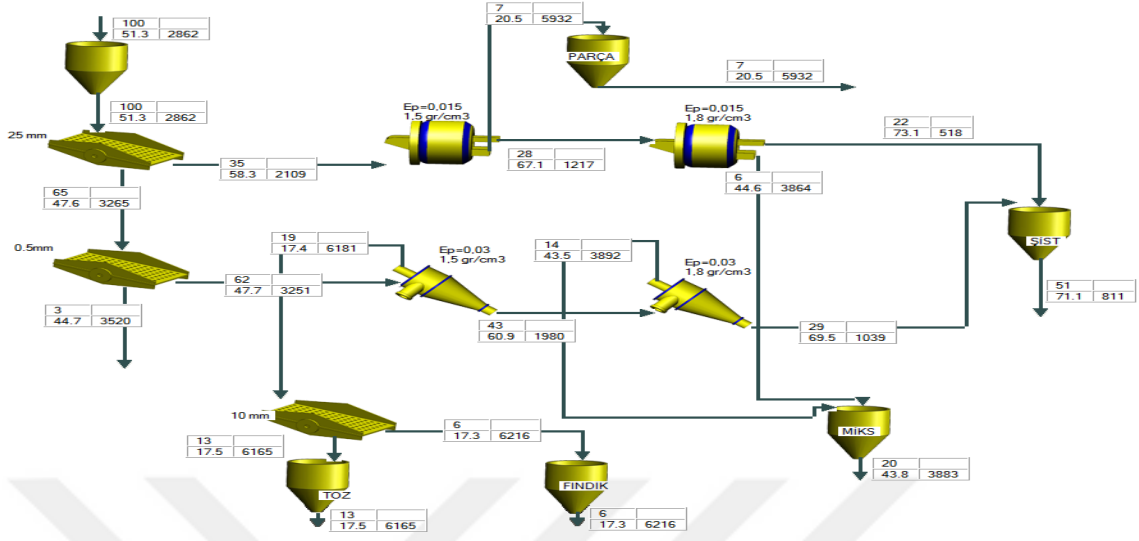 100
51.3 2862
7
20.5 5932
PARÇA
7
20.5 5932
100
51.3 2862
25 mm
Ep=0,015
1,5 gr/cm3
Ep=0,015
1,8 gr/cm3
22
73.1 518
35
58.3 2109
28
67.1 1217
6
44.6 3864
65
47.6 3265
ŞİST
0.5mm
19
17.4 6181
Ep=0,03
1,5 gr/cm3
14
43.5 3892
Ep=0,03
1,8 gr/cm3
62
47.7 3251
51
71.1 811
3
44.7 3520
43
60.9 1980
29
69.5 1039
10 mm
6
17.3 6216
MİKS
13
17.5 6165
20
43.8 3883
TOZ
FINDIK
13
17.5 6165
6
17.3 6216